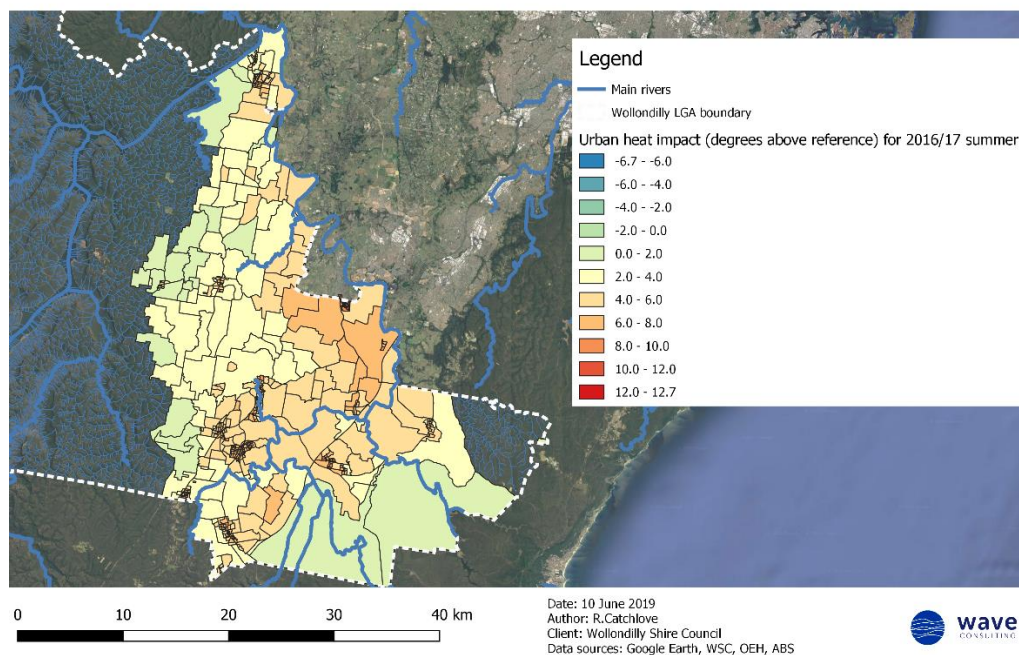 Legend
Main rivers
Wollondilly LGA boundary
Urban heat impact (degrees above reference) for 2016/17 summer
-6.7 - -6.0
-6.0 - -4.0
-4.0 - -2.0
-2.0 - 0.0
0.0 - 2.0
2.0 - 4.0
4.0 - 6.0
6.0 - 8.0
8.0 - 10.0
10.0 - 12.0
12.0 - 12.7
0 10 20 30 40 km
Date: 10 June 2019
Author: R.Catchlove
Client: Wollondilly Shire Council
Data sources: Google Earth, WSC, OEH, ABS
wave
CONSULTING